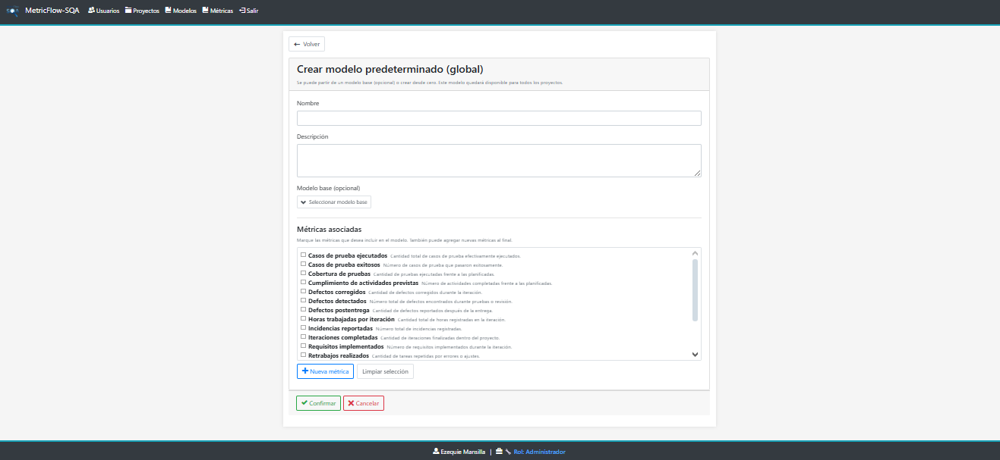 MetricFlow-SQA Usuarios Proyectos Modelos Métricas Salir
Volver
Crear modelo predeterminado (global)
Se puede partir de un modelo base (opcional) o crear desde cero. Este modelo quedará disponible para todos los proyectos.
Nombre
Descripción
Modelo base (opcional)
Seleccionar modelo base
Métricas asociadas
Marque las métricas que desea incluir en el modelo. También puede agregar nuevas métricas al final.
Casos de prueba ejecutados Cantidad total de casos de prueba efectivamente ejecutados.
Casos de prueba exitosos Número de casos de prueba que pasaron exitosamente.
Cobertura de pruebas Cantidad de pruebas ejecutadas frente a las planificadas.
Cumplimiento de actividades previstas Número de actividades completadas frente a las planificadas.
Defectos corregidos Cantidad de defectos corregidos durante la iteración.
Defectos detectados Número total de defectos encontrados durante pruebas o revisión.
Defectos postentrega Cantidad de defectos reportados después de la entrega.
Horas trabajadas por iteración Cantidad total de horas registradas en la iteración.
Incidencias reportadas Número total de incidencias registradas.
Iteraciones completadas Cantidad de iteraciones finalizadas dentro del proyecto.
Requisitos implementados Número de requisitos implementados durante la iteración.
Retrabajos realizados Cantidad de tareas repetidas por errores o ajustes.
Nueva métrica Limpiar selección
Confirmar Cancelar
Ezequie Mansilla | Rol: Administrador